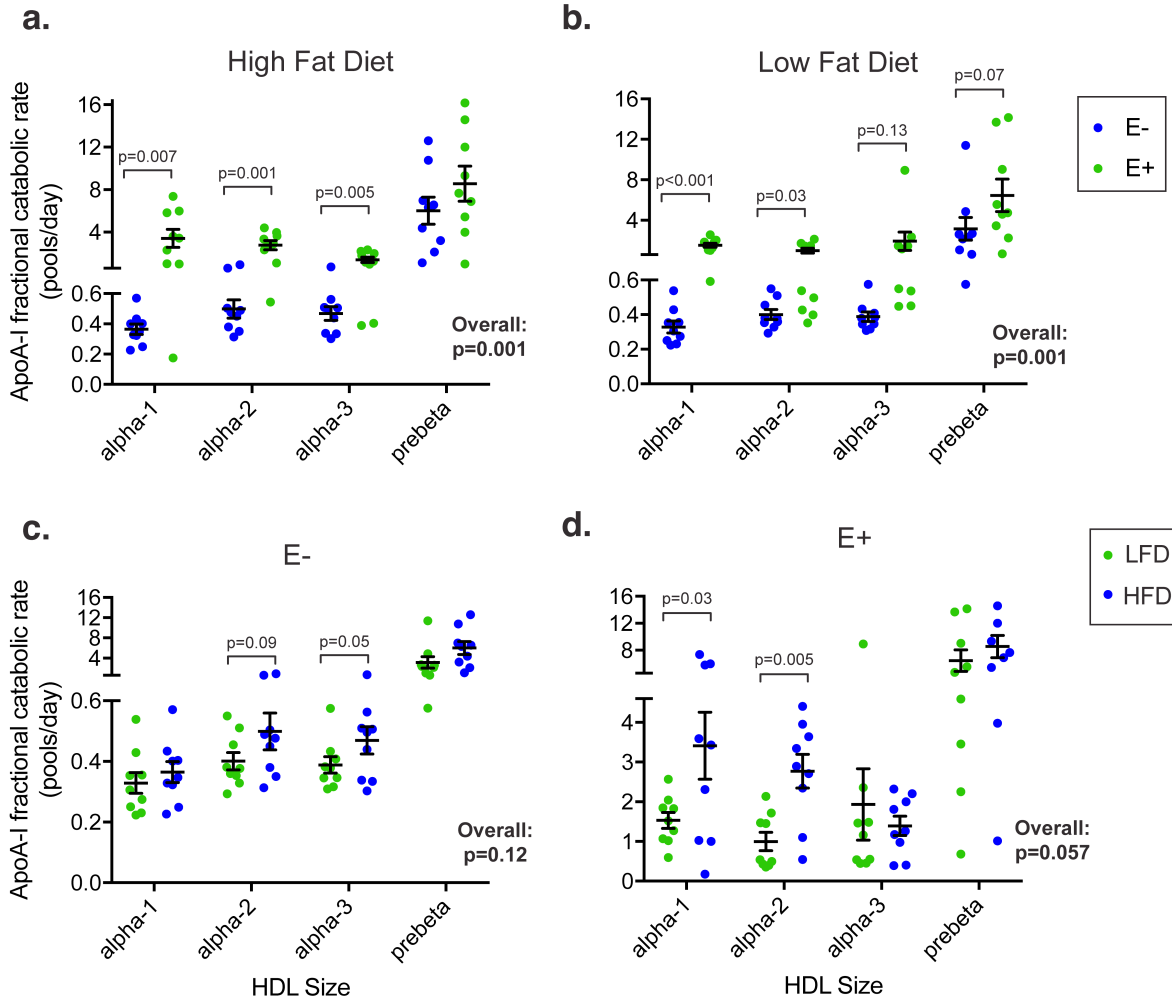 a.
High Fat Diet
ApoA-I fractional catabolic rate
(pools/day)
16
12
8
4
0.6
0.4
0.2
0.0
p=0.007
p=0.001
p=0.005
Overall:
p=0.001
alpha-1
alpha-2
alpha-3
prebeta
b.
Low Fat Diet
16
12
8
4
0.6
0.4
0.2
0.0
p<0.001
p=0.03
p=0.13
p=0.07
Overall:
p=0.001
alpha-1
alpha-2
alpha-3
prebeta
E-
E+
c.
E-
ApoA-I fractional catabolic rate
(pools/day)
16
12
8
4
0.6
0.4
0.2
0.0
p=0.09
p=0.05
Overall:
p=0.12
alpha-1
alpha-2
alpha-3
prebeta
HDL Size
d.
E+
16
12
8
4
3
2
1
0
p=0.03
p=0.005
Overall:
p=0.057
alpha-1
alpha-2
alpha-3
prebeta
HDL Size
LFD
HFD